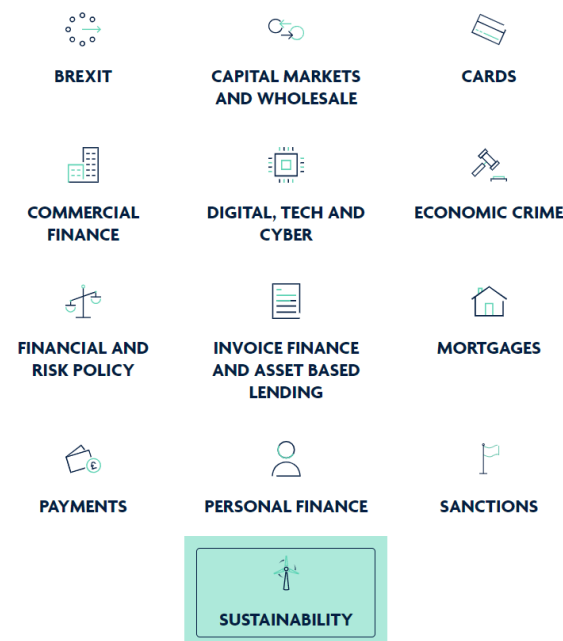 BREXIT
CAPITAL MARKETS
AND WHOLESALE
CARDS
COMMERCIAL
FINANCE
DIGITAL, TECH AND
CYBER
ECONOMIC CRIME
FINANCIAL AND
RISK POLICY
INVOICE FINANCE
AND ASSET BASED
LENDING
MORTGAGES
£
PAYMENTS
PERSONAL FINANCE
SANCTIONS
SUSTAINABILITY